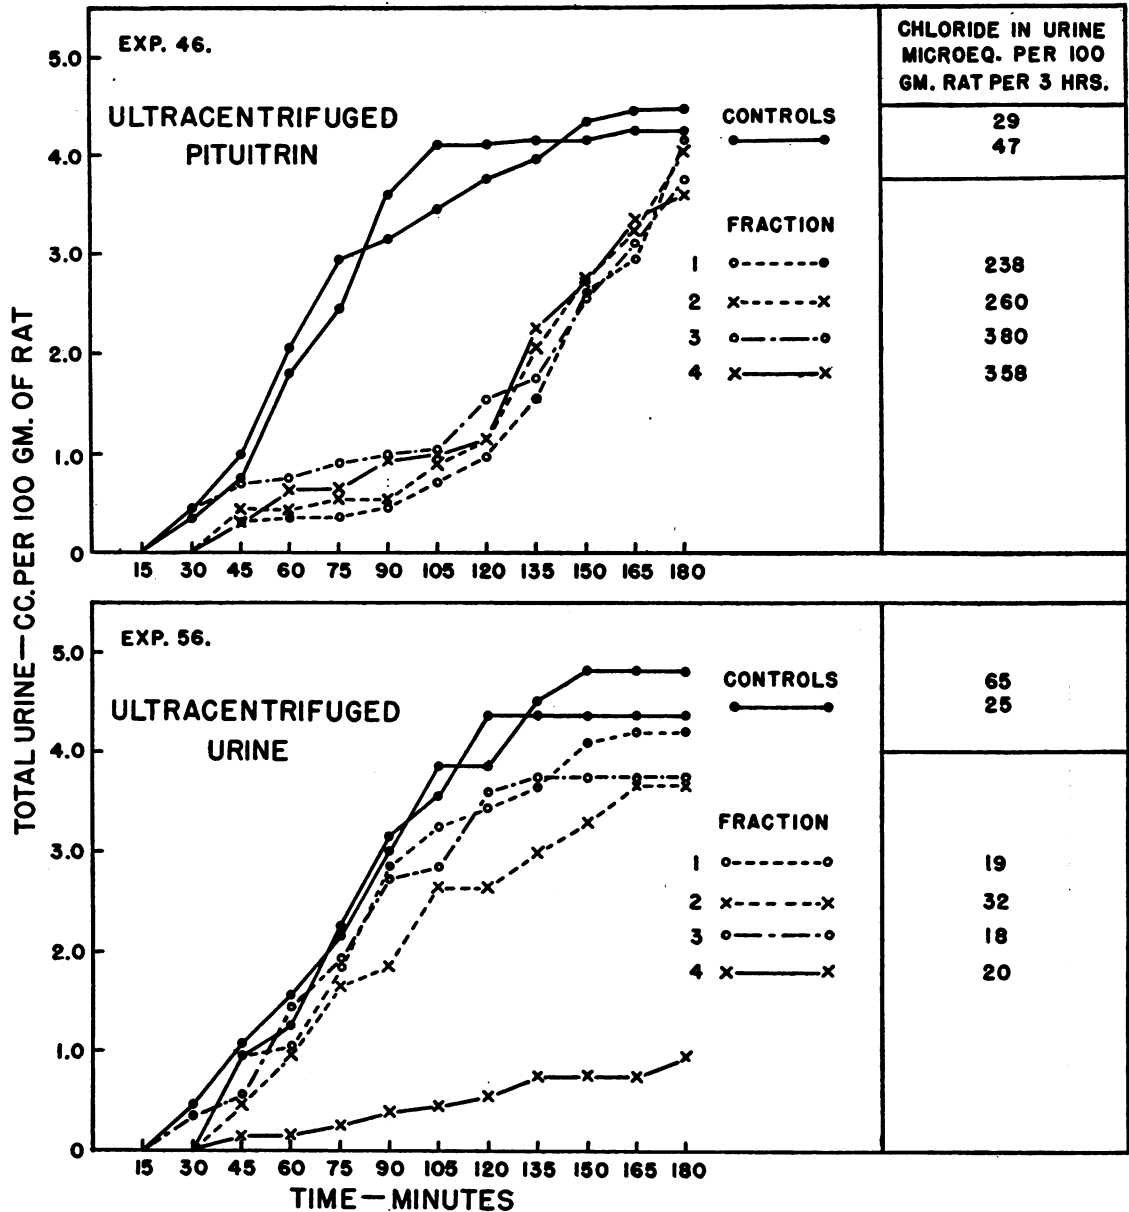 CHLORIDE IN URINE
MICROEQ. PER 100
GM. RAT PER 3 HRS.
EXP. 46.
5.0
ULTRACENTRIFUGED
PITUITRIN
CONTROLS
29
47
4.0
FRACTION
3.0
1 238
2 260
3 380
4 358
2.0
1.0
0
15 30 45 60 75 90 105 120 135 150 165 180
TOTAL URINE—CC. PER 100 GM. OF RAT
EXP. 56.
5.0
ULTRACENTRIFUGED
URINE
CONTROLS
65
25
4.0
FRACTION
3.0
1 19
2 32
3 18
4 20
2.0
1.0
0
15 30 45 60 75 90 105 120 135 150 165 180
TIME—MINUTES